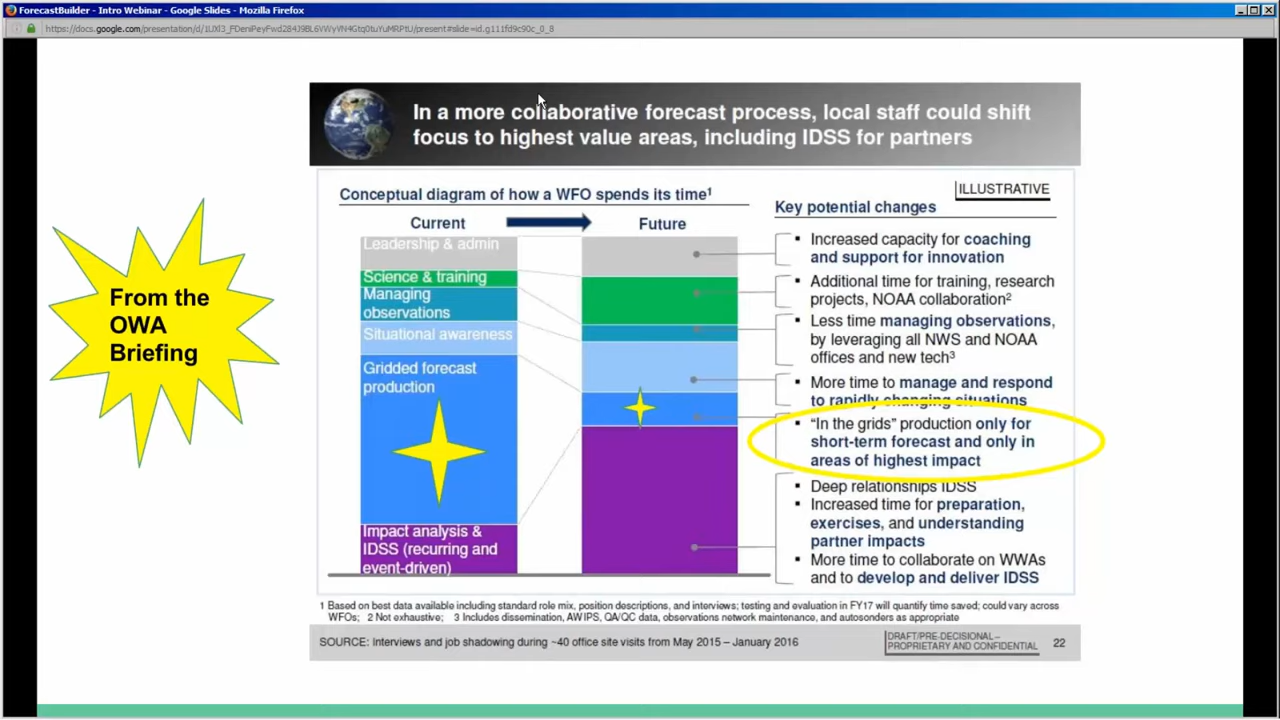 ForecastBuilder - Intro Webinar - Google Slides - Mozilla Firefox
From the
OWA
Briefing
In a more collaborative forecast process, local staff could shift
focus to highest value areas, including IDSS for partners
Conceptual diagram of how a WFO spends its time¹
Current
Future
Leadership & admin
Science & training
Managing
observations
Situational awareness
Gridded forecast
production
Impact analysis &
IDSS (recurring and
event-driven)
ILLUSTRATIVE
Key potential changes
▪ Increased capacity for coaching
and support for innovation
▪ Additional time for training, research
projects, NOAA collaboration²
▪ Less time managing observations,
by leveraging all NWS and NOAA
offices and new tech³
▪ More time to manage and respond
to rapidly changing situations
▪ “In the grids” production only for
short-term forecast and only in
areas of highest impact
▪ Deep relationships IDSS
▪ Increased time for preparation,
exercises, and understanding
partner impacts
▪ More time to collaborate on WWAs
and to develop and deliver IDSS
1 Based on best data available including standard role mix, position descriptions, and interviews; testing and evaluation in FY17 will quantify time saved; could vary across
WFOs; 2 Not exhaustive; 3 Includes dissemination, AWIPS, QA/QC data, observations network maintenance, and autosonders as appropriate
SOURCE: Interviews and job shadowing during ~40 office site visits from May 2015 – January 2016
DRAFT/PRE-DECISIONAL –
PROPRIETARY AND CONFIDENTIAL
22